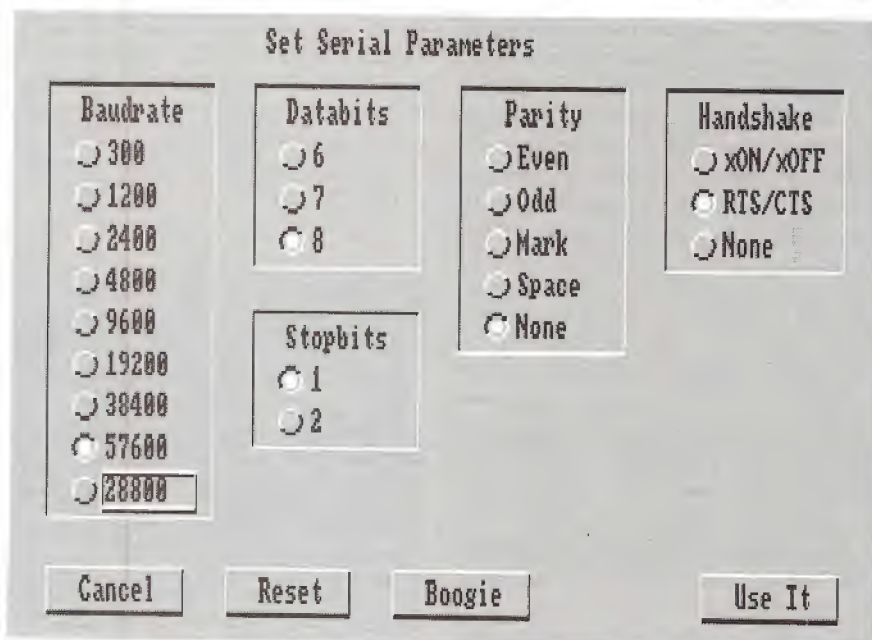 Set Serial Parameters
Baudrate
300
1200
2400
4800
9600
19200
38400
57600
28800
Databits
6
7
8
Stopbits
1
2
Parity
Even
Odd
Mark
Space
None
Handshake
xON/xOFF
RTS/CTS
None
Cancel
Reset
Boogie
Use It